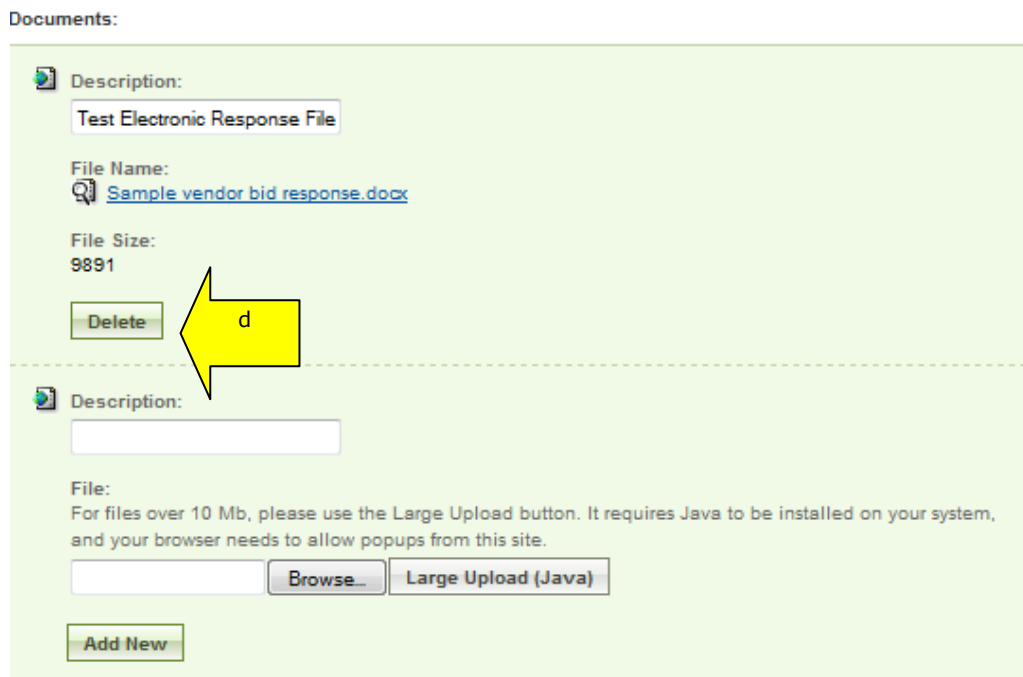 Documents:
Description:
Test Electronic Response File
File Name:
Sample vendor bid response.docx
File Size:
9891
Delete
d
Description:
File:
For files over 10 Mb, please use the Large Upload button. It requires Java to be installed on your system,
and your browser needs to allow popups from this site.
Browse... Large Upload (Java)
Add New